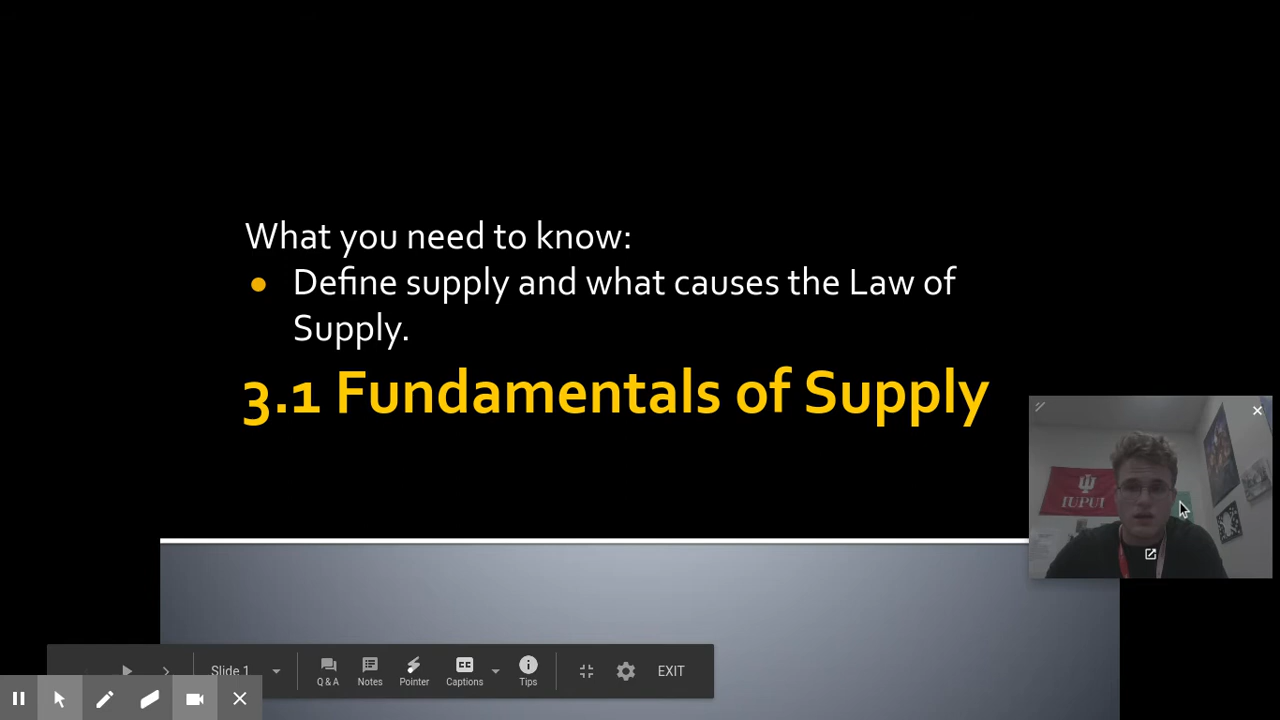 What you need to know:
Define supply and what causes the Law of
Supply.
3.1 Fundamentals of Supply
IUPUI
Slide 1
Q & A
Notes
Pointer
CC
Captions
Tips
EXIT